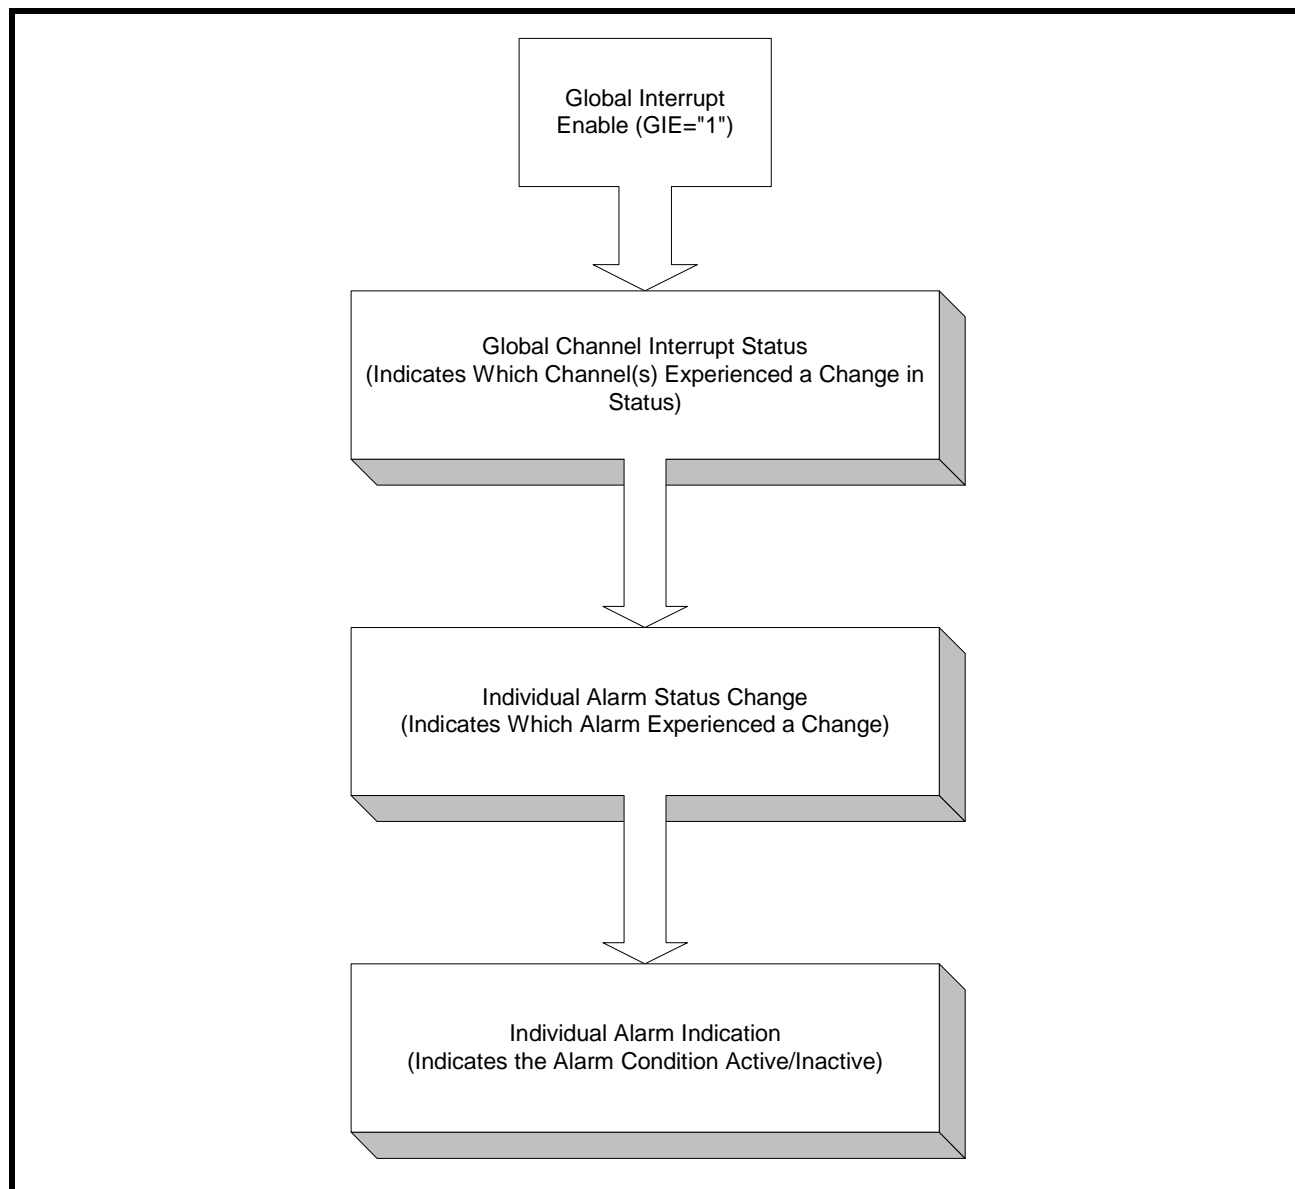 Global Interrupt
Enable (GIE="1")
Global Channel Interrupt Status
(Indicates Which Channel(s) Experienced a Change in
Status)
Individual Alarm Status Change
(Indicates Which Alarm Experienced a Change)
Individual Alarm Indication
(Indicates the Alarm Condition Active/Inactive)